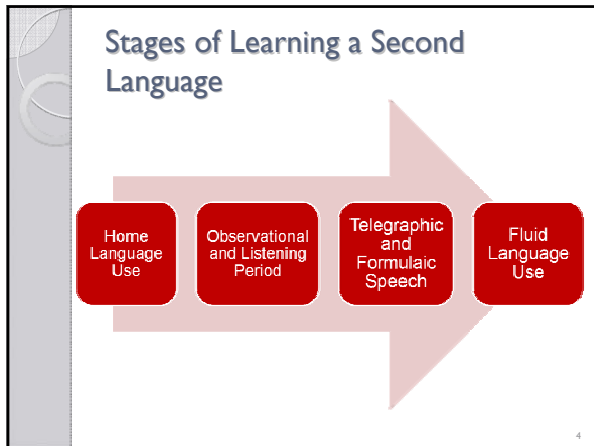 Stages of Learning a Second
Language
Home
Language
Use
Observational
and Listening
Period
Telegraphic
and
Formulaic
Speech
Fluid
Language
Use
4